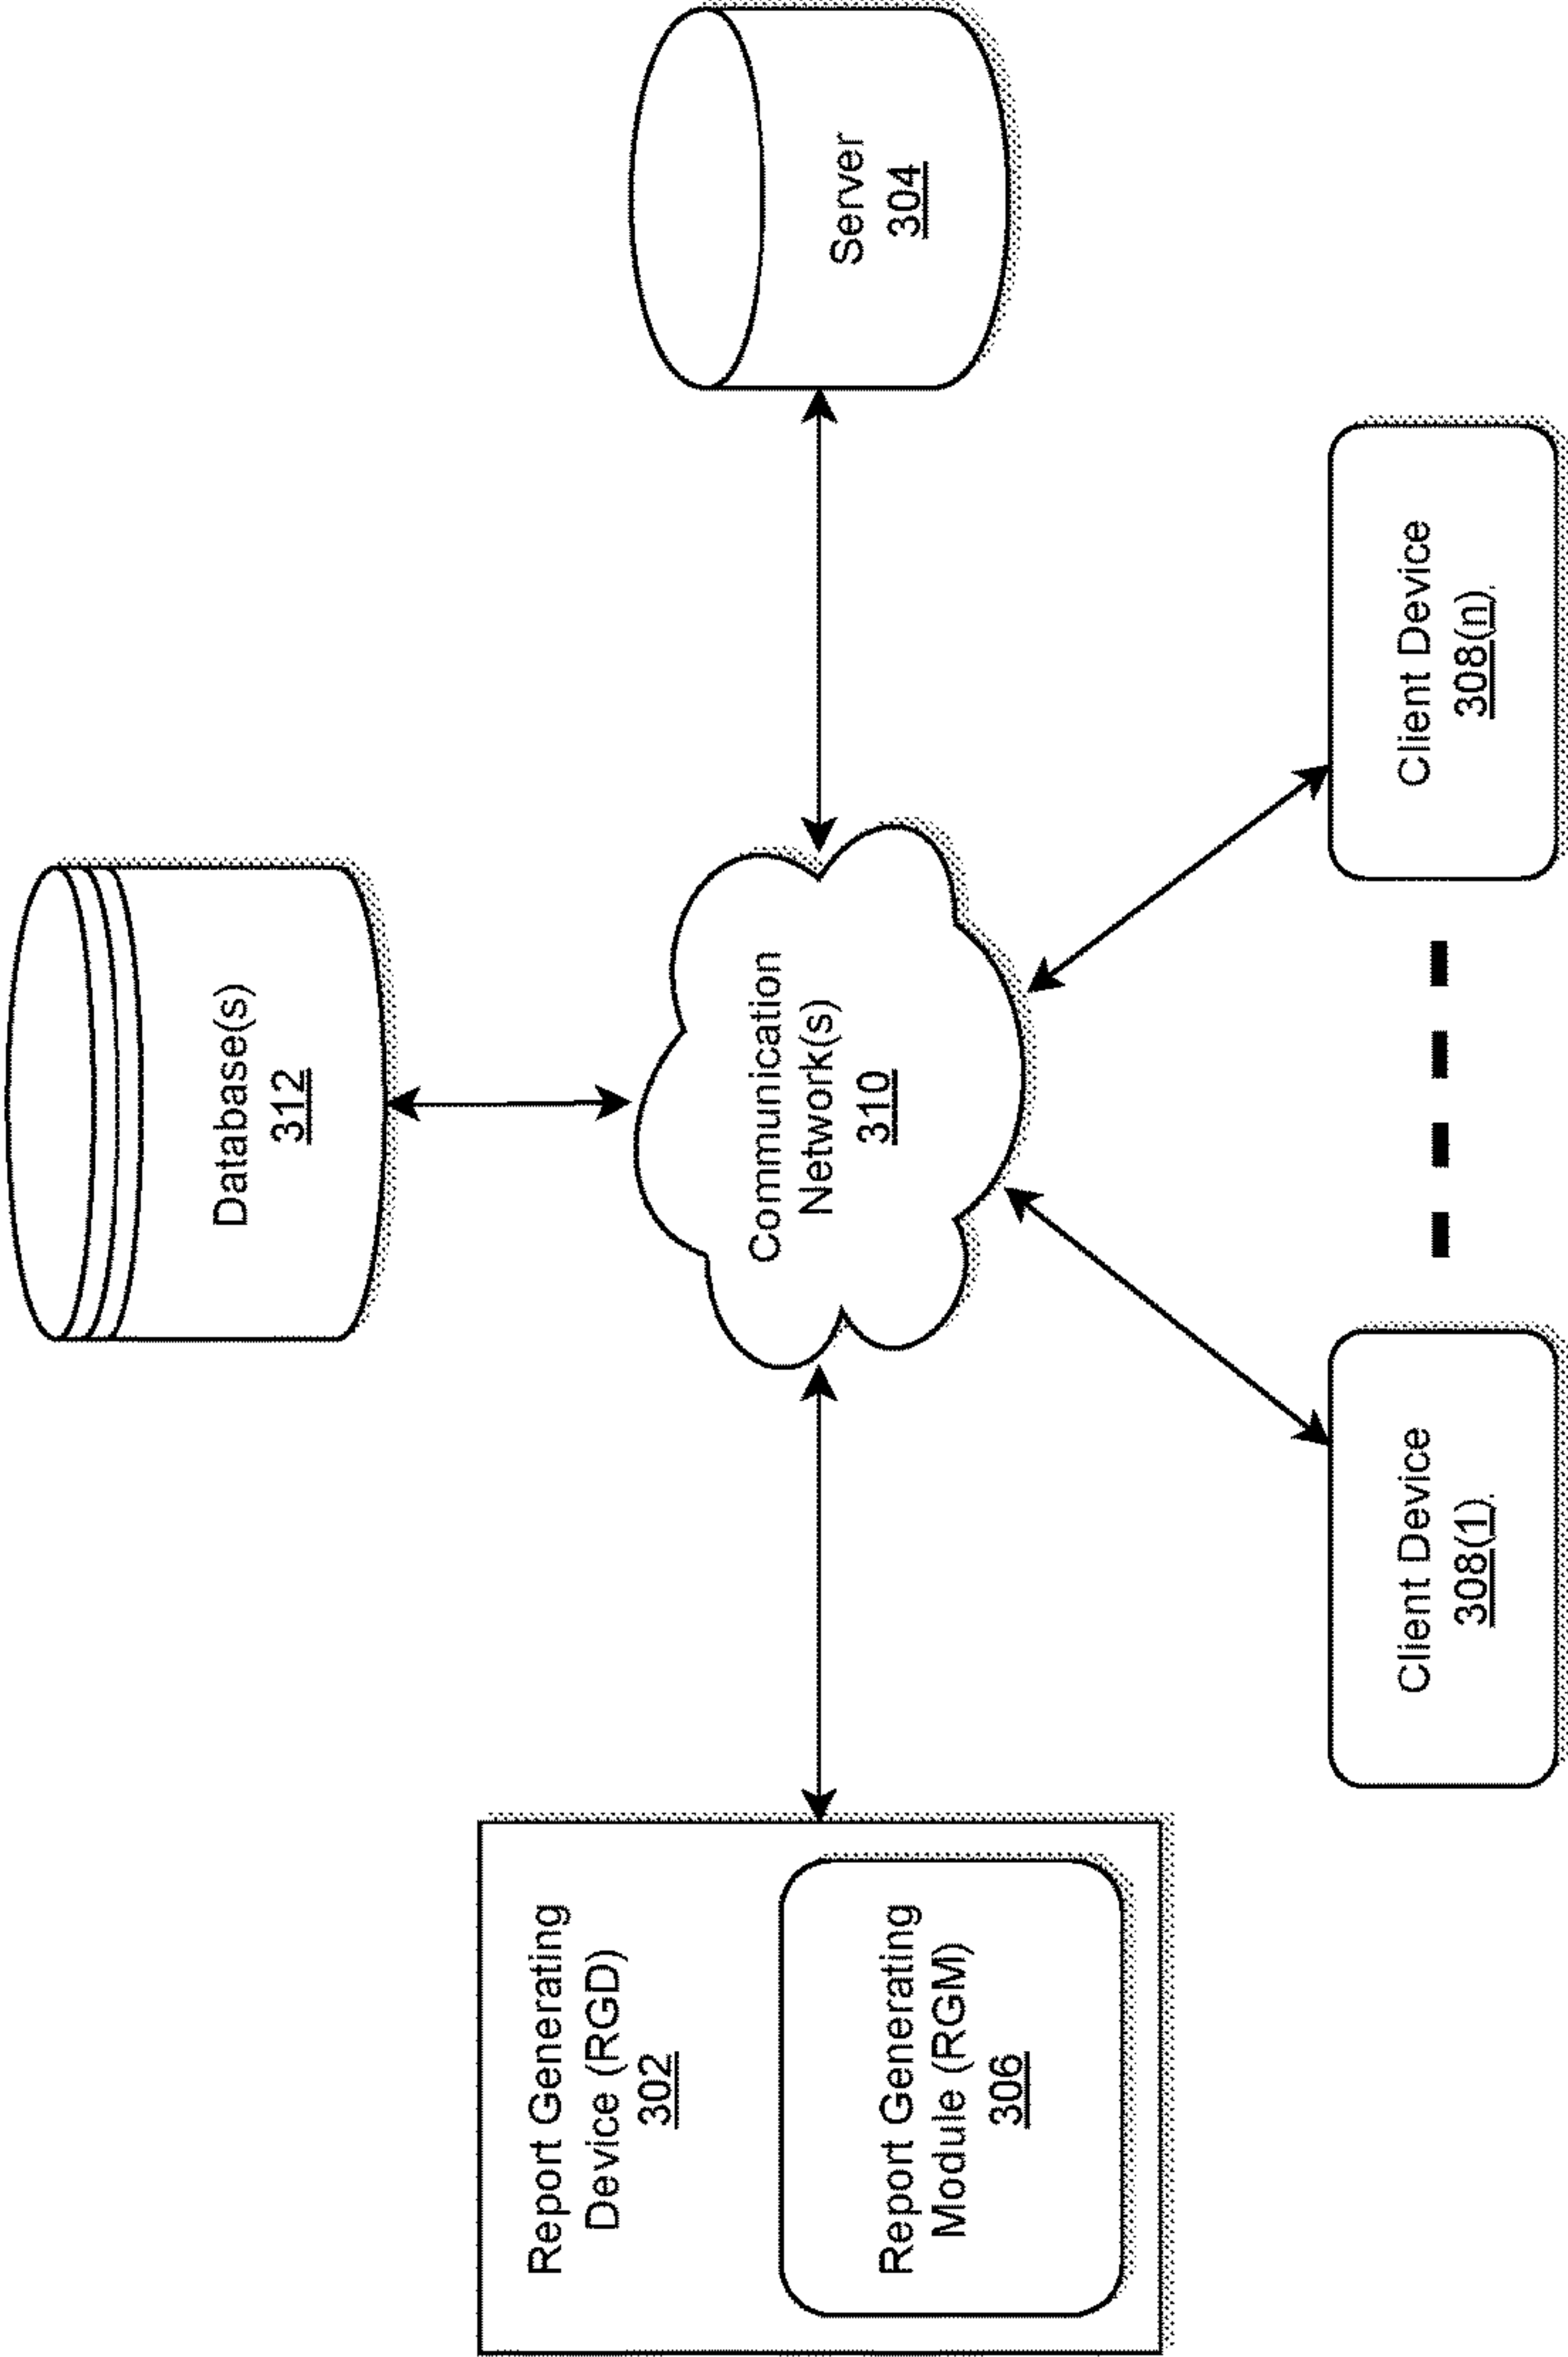 Database(s)
312
Report Generating
Device (RGD)
302
Report Generating
Module (RGM)
306
Communication
Network(s)
310
Server
304
Client Device
308(1)
Client Device
308(n)